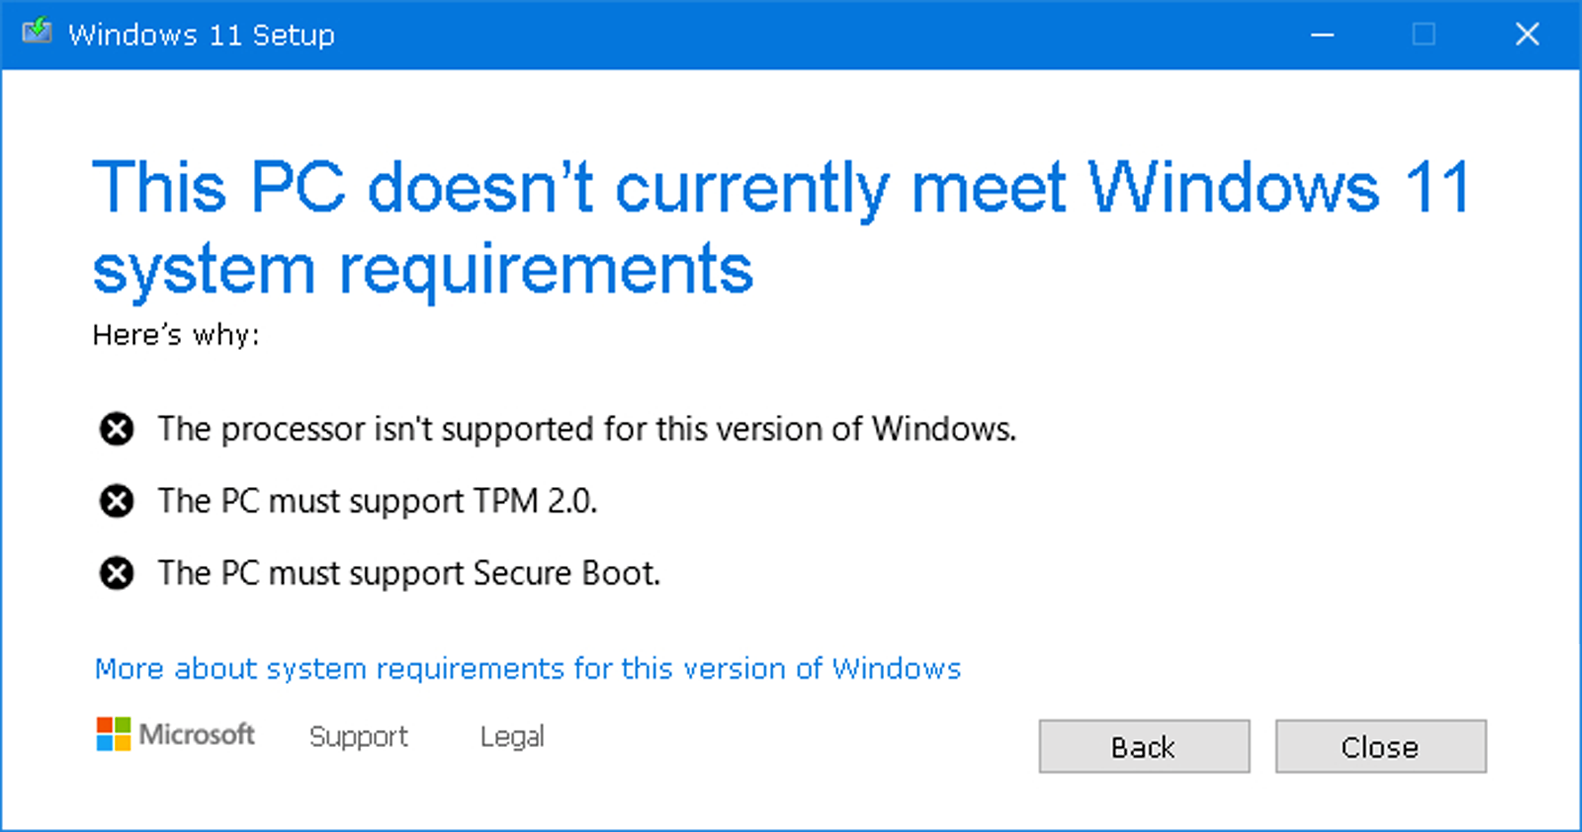 Windows 11 Setup
This PC doesn’t currently meet Windows 11
system requirements
Here’s why:
The processor isn't supported for this version of Windows.
The PC must support TPM 2.0.
The PC must support Secure Boot.
More about system requirements for this version of Windows
Microsoft Support Legal
Back Close